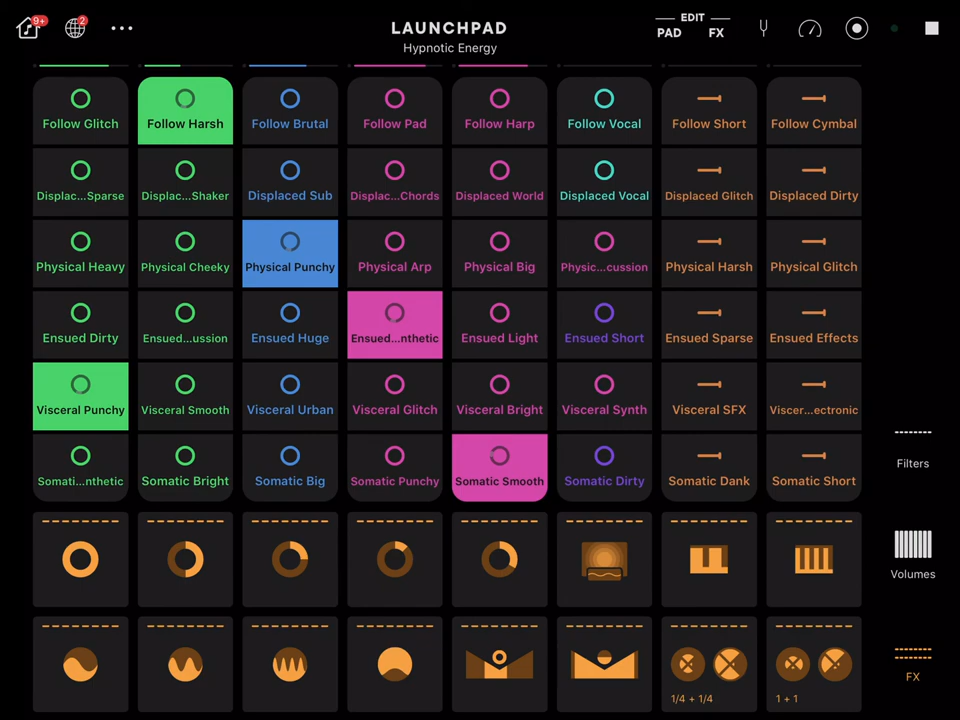 9+
2
LAUNCHPAD
Hypnotic Energy
EDIT
PAD FX
Follow Glitch
Follow Harsh
Follow Brutal
Follow Pad
Follow Harp
Follow Vocal
Follow Short
Follow Cymbal
Displac...Sparse
Displac...Shaker
Displaced Sub
Displac...Chords
Displaced World
Displaced Vocal
Displaced Glitch
Displaced Dirty
Physical Heavy
Physical Cheeky
Physical Punchy
Physical Arp
Physical Big
Physic...cussion
Physical Harsh
Physical Glitch
Ensued Dirty
Ensued...ussion
Ensued Huge
Ensued...nthetic
Ensued Light
Ensued Short
Ensued Sparse
Ensued Effects
Visceral Punchy
Visceral Smooth
Visceral Urban
Visceral Glitch
Visceral Bright
Visceral Synth
Visceral SFX
Viscer...ectronic
Somati...nthetic
Somatic Bright
Somatic Big
Somatic Punchy
Somatic Smooth
Somatic Dirty
Somatic Dank
Somatic Short
Filters
Volumes
FX
1/4 + 1/4
1 + 1